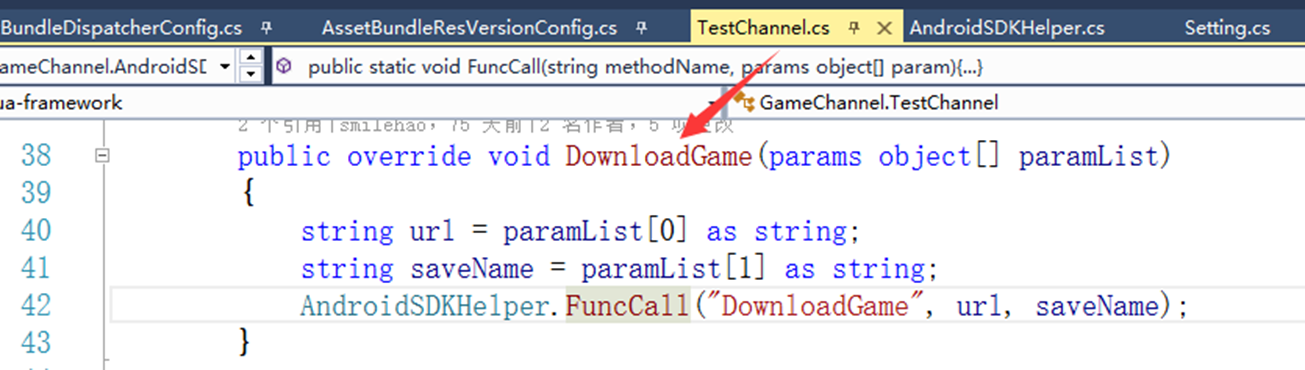 BundleDispatcherConfig.cs AssetBundleResVersionConfig.cs TestChannel.cs AndroidSDKHelper.cs Setting.cs
ameChannel.AndroidSD public static void FuncCall(string methodName, params object[] param){...}
ua-framework GameChannel.TestChannel
2 个引用|smilehao，75 天前|2 名作者，5 项更改
38 public override void DownloadGame(params object[] paramList)
39 {
40 string url = paramList[0] as string;
41 string saveName = paramList[1] as string;
42 AndroidSDKHelper.FuncCall("DownloadGame", url, saveName);
43 }